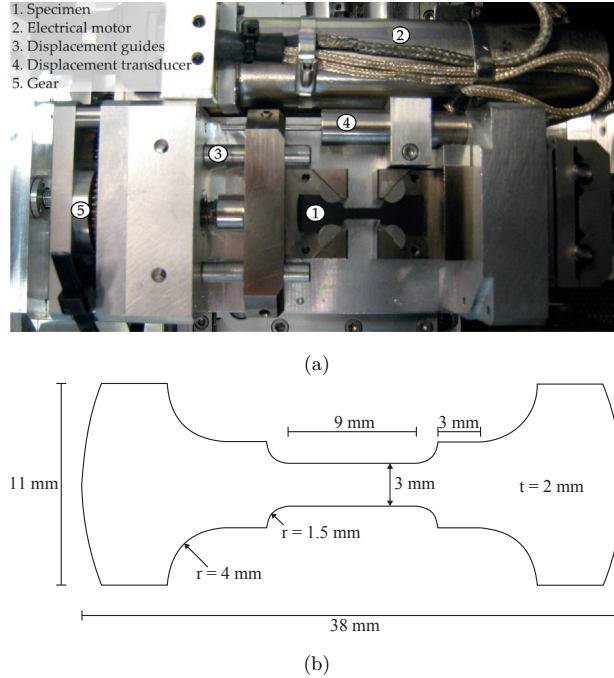 1. Specimen
2. Electrical motor
3. Displacement guides
4. Displacement transducer
5. Gear
2
4
3
1
5
(a)
9 mm
3 mm
11 mm
3 mm
t = 2 mm
r = 1.5 mm
r = 4 mm
38 mm
(b)